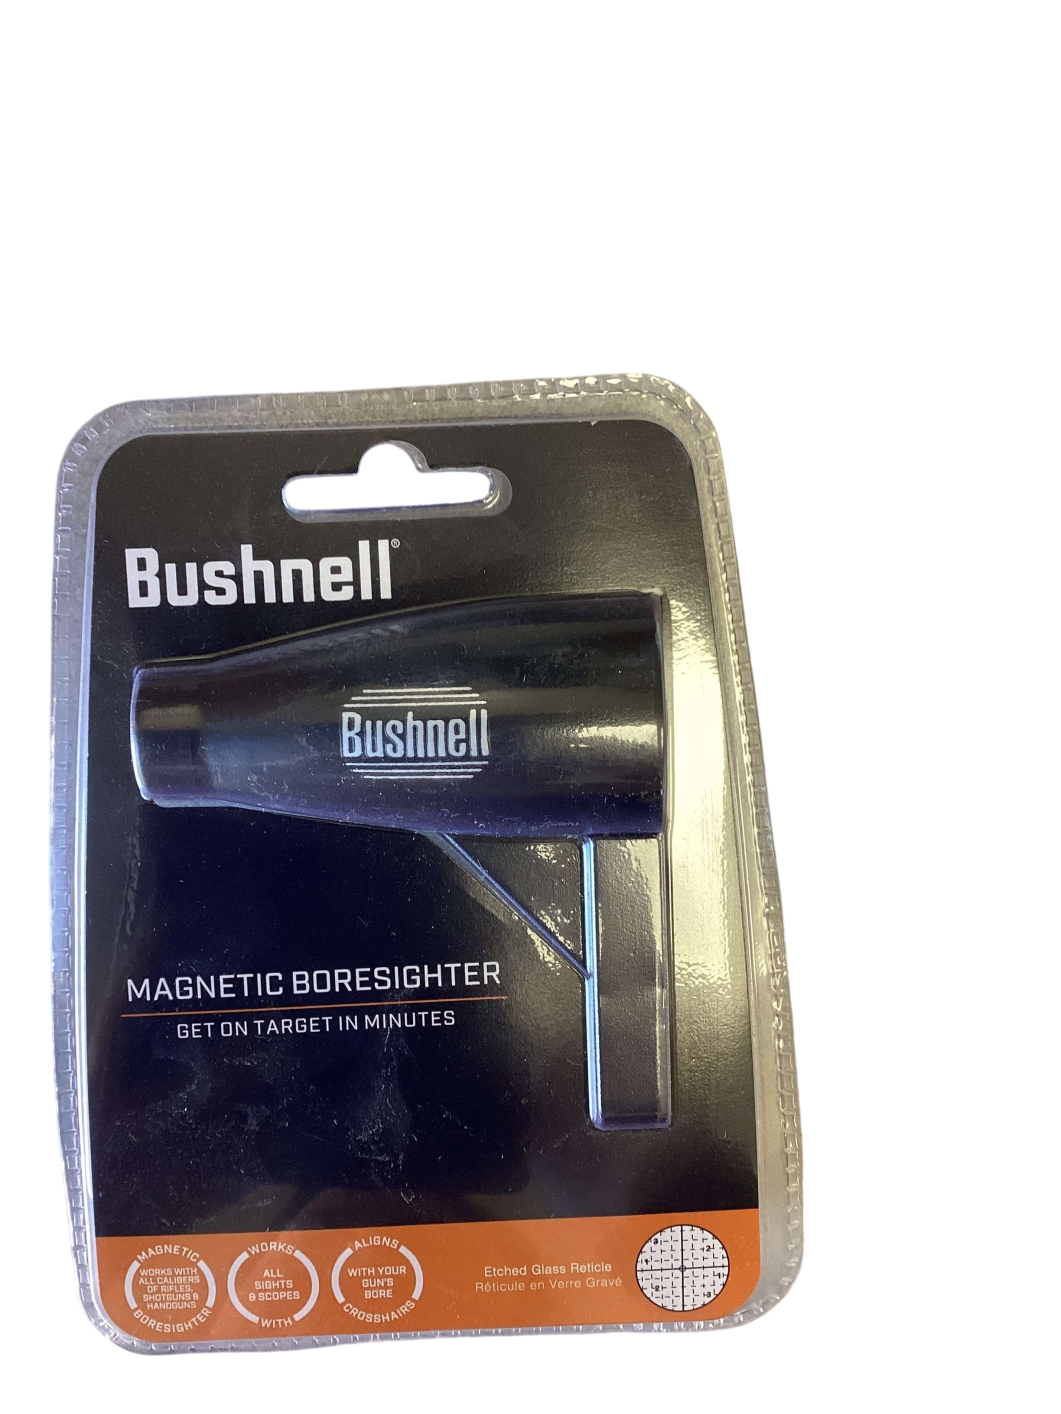 Bushnell®
Bushnell
MAGNETIC BORESIGHTER
GET ON TARGET IN MINUTES
MAGNETIC
WORKS WITH
ALL CALIBERS
OF RIFLES,
SHOTGUNS &
HANDGUNS
BORESIGHTER
WORKS
ALL
SIGHTS
& SCOPES
WITH
ALIGNS
WITH YOUR
GUN'S
BORE
CROSSHAIRS
Etched Glass Reticle
Réticule en Verre Gravé